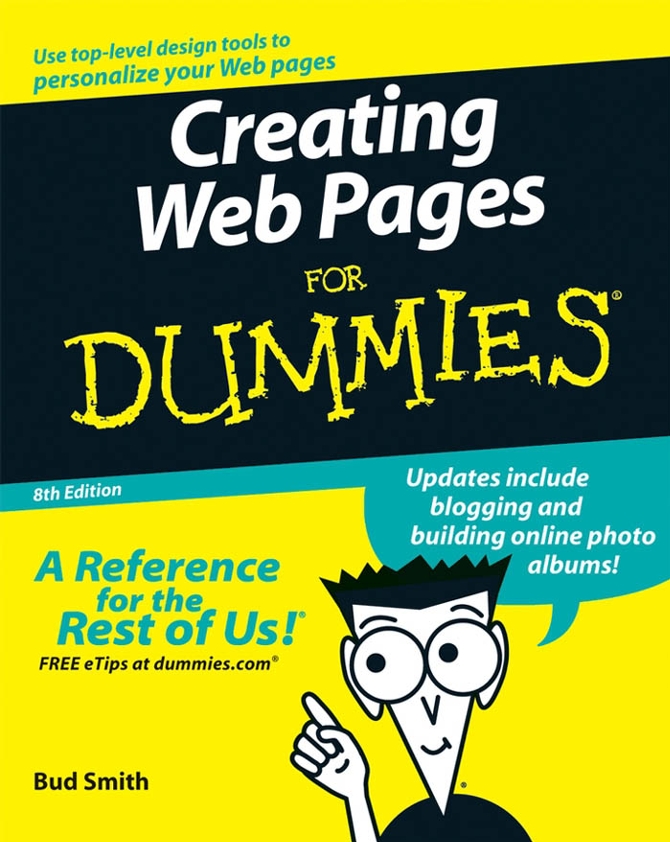 Use top-level design tools to
personalize your Web pages
Creating
Web Pages
FOR
DUMMIES®
8th Edition
Updates include
blogging and
building online photo
albums!
A Reference
for the
Rest of Us!®
FREE eTips at dummies.com®
Bud Smith
®